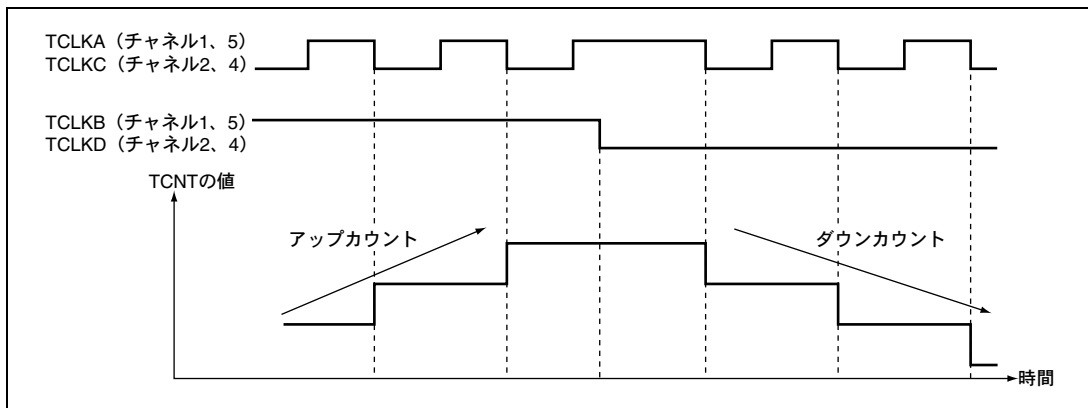 TCLKA（チャネル1、5）
TCLKC（チャネル2、4）
TCLKB（チャネル1、5）
TCLKD（チャネル2、4）
TCNTの値
アップカウント
ダウンカウント
時間